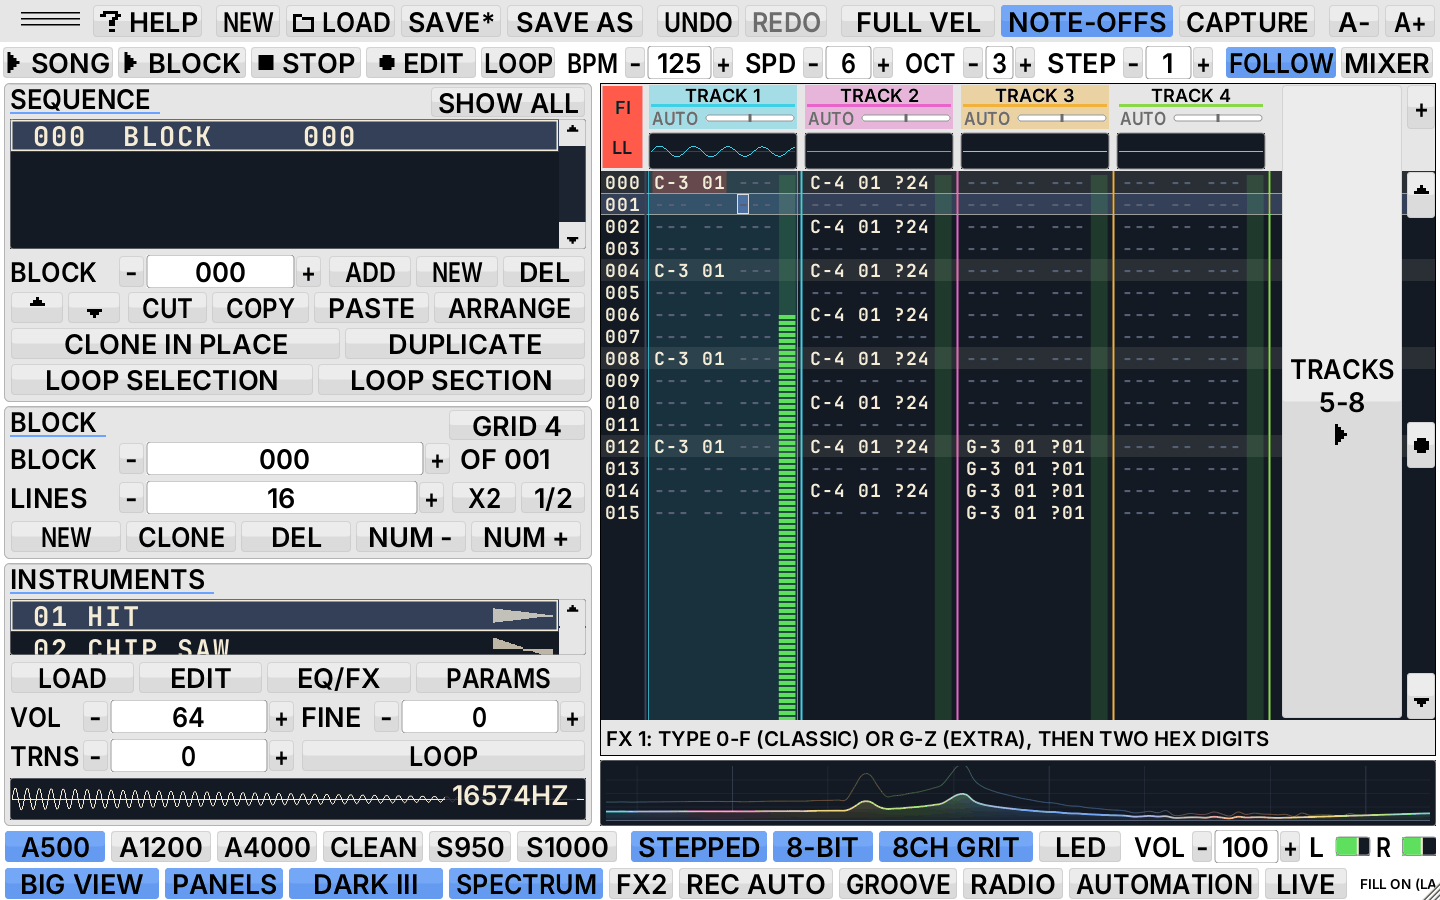 HELP NEW LOAD SAVE* SAVE AS UNDO REDO FULL VEL NOTE-OFFS CAPTURE A- A+
SONG BLOCK STOP EDIT LOOP BPM - 125 + SPD - 6 + OCT - 3 + STEP - 1 + FOLLOW MIXER
SEQUENCE SHOW ALL
000 BLOCK 000
BLOCK - 000 + ADD NEW DEL
CUT COPY PASTE ARRANGE
CLONE IN PLACE DUPLICATE
LOOP SELECTION LOOP SECTION
BLOCK GRID 4
BLOCK - 000 + OF 001
LINES - 16 + X2 1/2
NEW CLONE DEL NUM - NUM +
INSTRUMENTS
01 HIT
02 CHIP SAW
LOAD EDIT EQ/FX PARAMS
VOL - 64 + FINE - 0 +
TRNS - 0 + LOOP
16574HZ
FI LL TRACK 1 TRACK 2 TRACK 3 TRACK 4 +
AUTO AUTO AUTO AUTO
000 C-3 01 --- C-4 01 ?24 --- -- --- --- -- ---
001 --- -- --- --- -- --- --- -- --- --- -- ---
002 --- -- --- C-4 01 ?24 --- -- --- --- -- ---
003 --- -- --- --- -- --- --- -- --- --- -- ---
004 C-3 01 --- C-4 01 ?24 --- -- --- --- -- ---
005 --- -- --- --- -- --- --- -- --- --- -- ---
006 --- -- --- C-4 01 ?24 --- -- --- --- -- ---
007 --- -- --- --- -- --- --- -- --- --- -- ---
008 C-3 01 --- C-4 01 ?24 --- -- --- --- -- ---
009 --- -- --- --- -- --- --- -- --- --- -- ---
010 --- -- --- C-4 01 ?24 --- -- --- --- -- ---
011 --- -- --- --- -- --- --- -- --- --- -- ---
012 C-3 01 --- C-4 01 ?24 G-3 01 ?01 --- -- ---
013 --- -- --- --- -- --- G-3 01 ?01 --- -- ---
014 --- -- --- C-4 01 ?24 G-3 01 ?01 --- -- ---
015 --- -- --- --- -- --- G-3 01 ?01 --- -- ---
TRACKS
5-8
FX 1: TYPE 0-F (CLASSIC) OR G-Z (EXTRA), THEN TWO HEX DIGITS
A500 A1200 A4000 CLEAN S950 S1000 STEPPED 8-BIT 8CH GRIT LED VOL - 100 + L R
BIG VIEW PANELS DARK III SPECTRUM FX2 REC AUTO GROOVE RADIO AUTOMATION LIVE FILL ON (LA